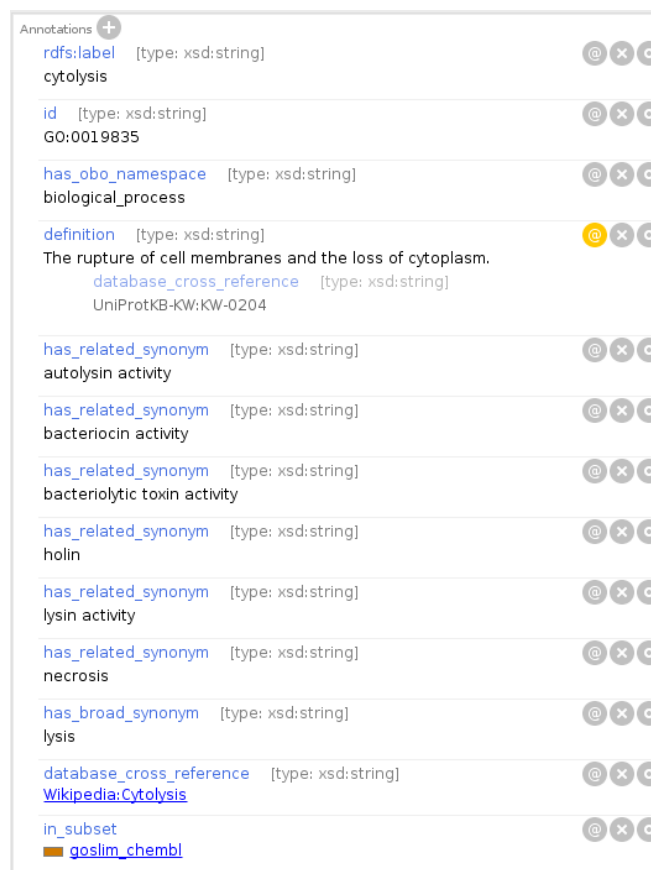 Annotations
rdfs:label [type: xsd:string]
cytolysis
id [type: xsd:string]
GO:0019835
has_obo_namespace [type: xsd:string]
biological_process
definition [type: xsd:string]
The rupture of cell membranes and the loss of cytoplasm.
database_cross_reference [type: xsd:string]
UniProtKB-KW:KW-0204
has_related_synonym [type: xsd:string]
autolysin activity
has_related_synonym [type: xsd:string]
bacteriocin activity
has_related_synonym [type: xsd:string]
bacteriolytic toxin activity
has_related_synonym [type: xsd:string]
holin
has_related_synonym [type: xsd:string]
lysin activity
has_related_synonym [type: xsd:string]
necrosis
has_broad_synonym [type: xsd:string]
lysis
database_cross_reference [type: xsd:string]
Wikipedia:Cytolysis
in_subset
goslim_chembl